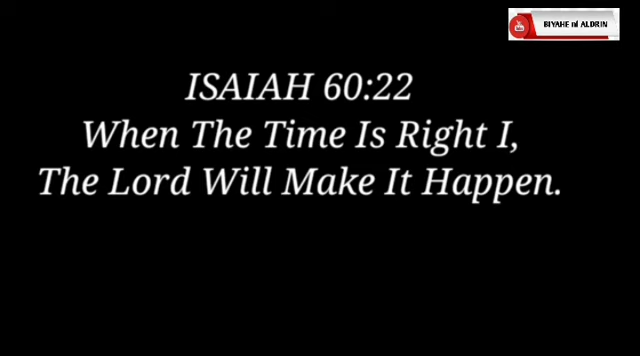 BIYAHE ni ALDRIN
ISAIAH 60:22
When The Time Is Right I,
The Lord Will Make It Happen.